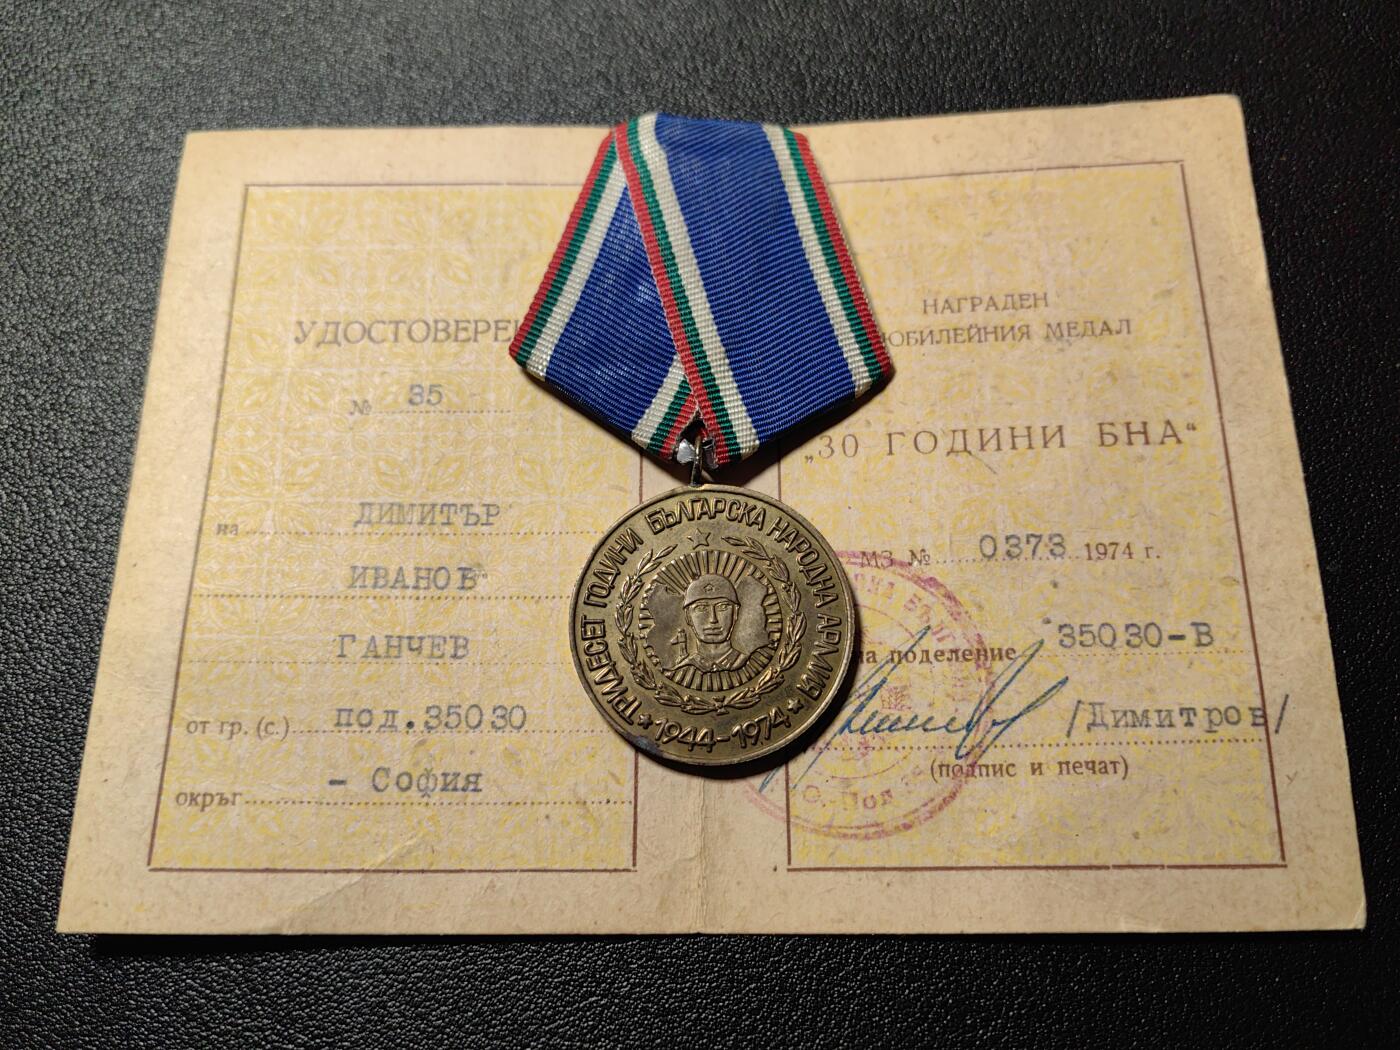 УДОСТОВЕРЕ
№ 35
на ДИМИТЪР
ИВАНОВ
ГАНЧЕВ
от гр. (с.) под.35030
окръг - София
ТРИДЕСЕТ ГОДИНИ БЪЛГАРСКА НАРОДНА АРМИЯ
1944-1974
НАГРАДЕН
ЮБИЛЕЙНИЯ МЕДАЛ
„30 ГОДИНИ БНА“
МЗ № 0373 1974 г.
на поделение 35030-В
/Димитров/
(подпис и печат)